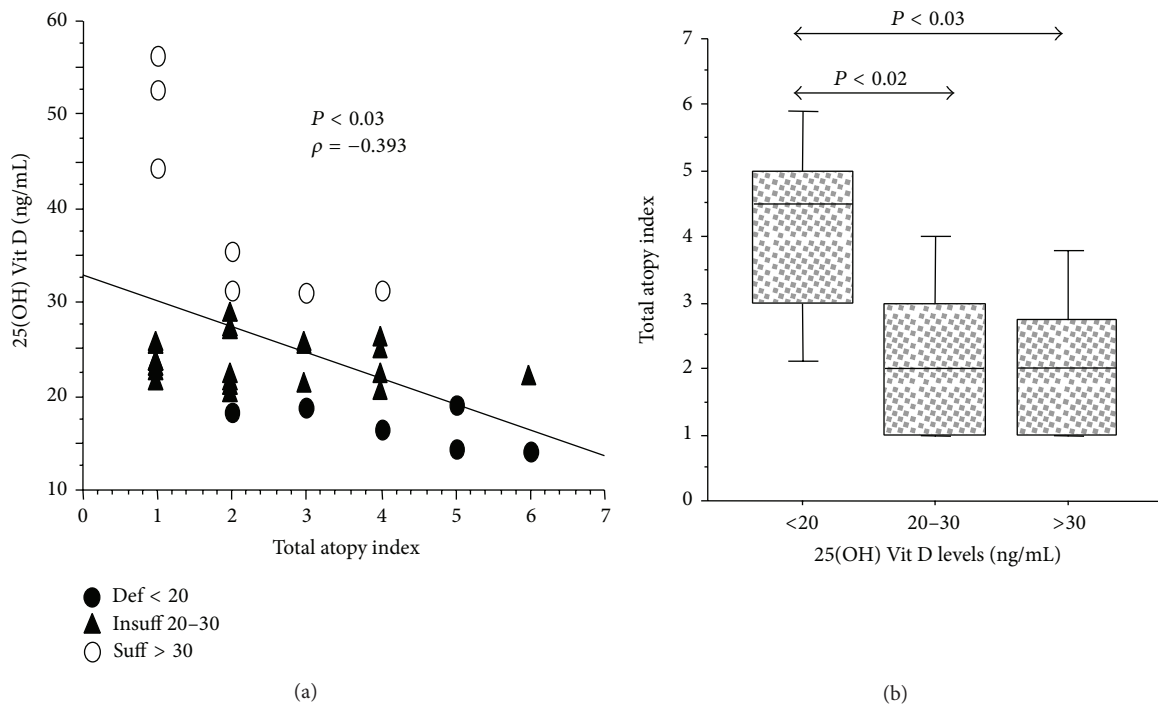 60
50
40
30
20
10
25(OH) Vit D (ng/mL)
P < 0.03
ρ = −0.393
0 1 2 3 4 5 6 7
Total atopy index
Def < 20
Insuff 20–30
Suff > 30
(a)
7
6
5
4
3
2
1
0
Total atopy index
P < 0.03
P < 0.02
<20 20–30 >30
25(OH) Vit D levels (ng/mL)
(b)